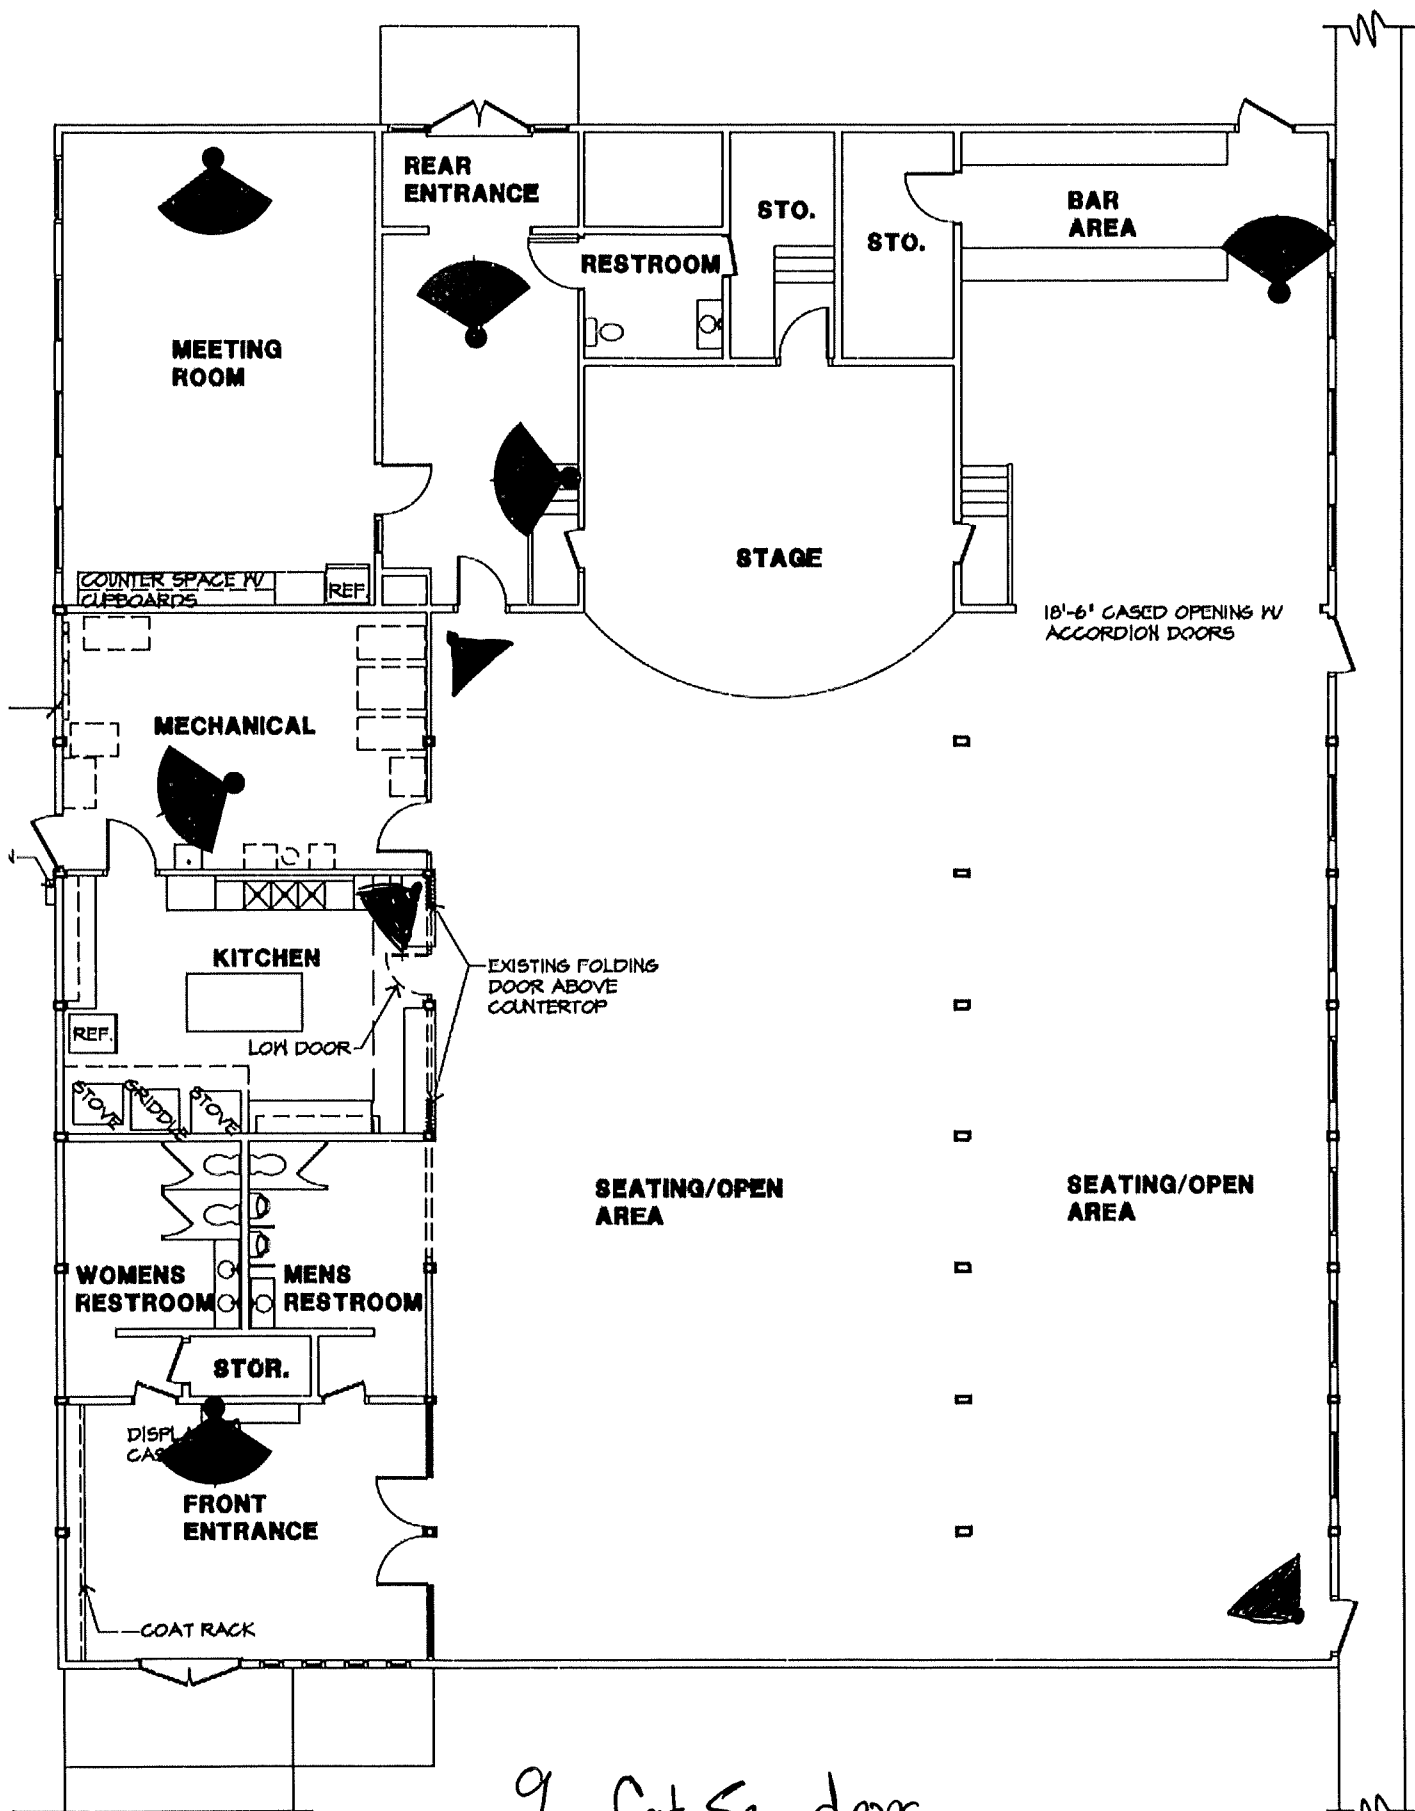 REAR
ENTRANCE
STO.
STO.
BAR
AREA
RESTROOM
MEETING
ROOM
STAGE
COUNTER SPACE W/
CUPBOARDS
REF.
18'-6" CASED OPENING W/
ACCORDION DOORS
MECHANICAL
KITCHEN
EXISTING FOLDING
DOOR ABOVE
COUNTERTOP
REF.
LOW DOOR
STOVE
GRIDDLE
STOVE
SEATING/OPEN
AREA
SEATING/OPEN
AREA
WOMENS
RESTROOM
MENS
RESTROOM
STOR.
FRONT
ENTRANCE
COAT RACK
9